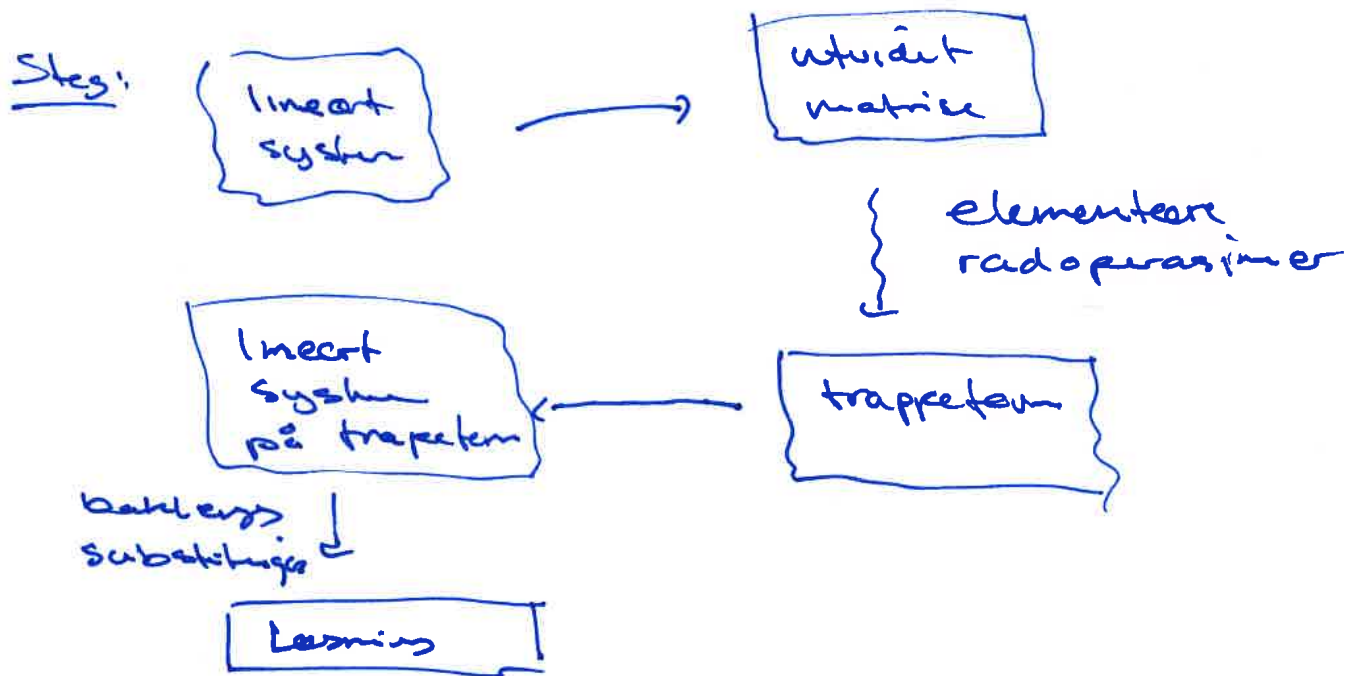 Steg:
lineært
system
utvidet
matrise
elementære
radoperasjoner
trappeform
lineært
system
på trappeform
baklengs
substitusjon
Løsning